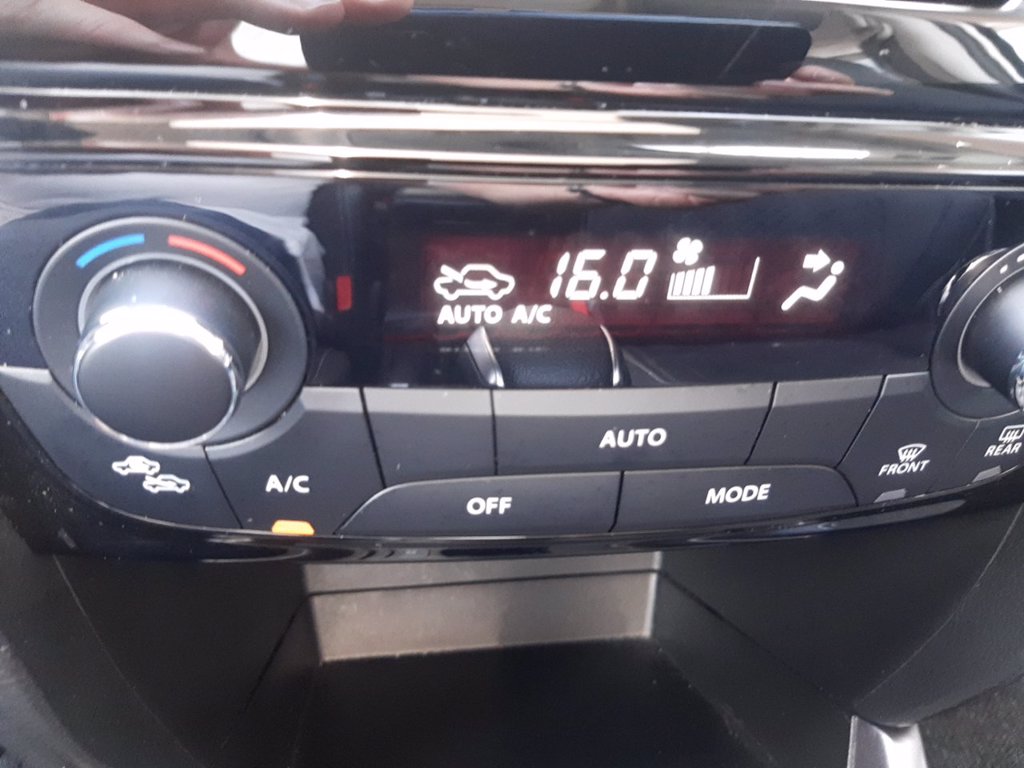 16.0
AUTO A/C
AUTO
A/C
OFF
MODE
FRONT
REAR